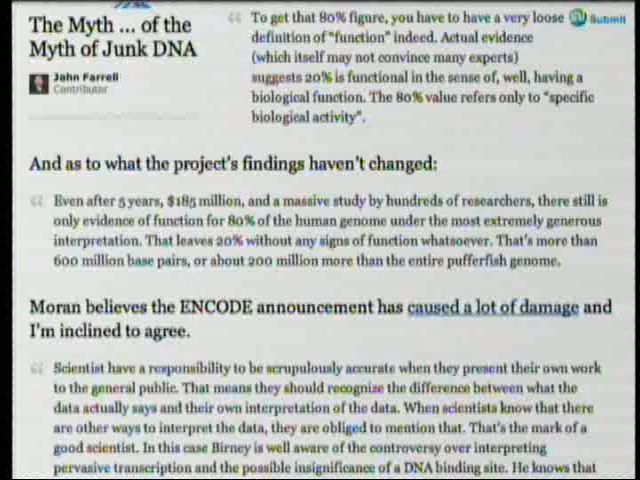 The Myth ... of the
Myth of Junk DNA
John Farrell
Contributor
Submit
To get that 80% figure, you have to have a very loose
definition of "function" indeed. Actual evidence
(which itself may not convince many experts)
suggests 20% is functional in the sense of, well, having a
biological function. The 80% value refers only to "specific
biological activity".
And as to what the project's findings haven't changed:
Even after 5 years, $185 million, and a massive study by hundreds of researchers, there still is
only evidence of function for 80% of the human genome under the most extremely generous
interpretation. That leaves 20% without any signs of function whatsoever. That's more than
600 million base pairs, or about 200 million more than the entire pufferfish genome.
Moran believes the ENCODE announcement has caused a lot of damage and
I'm inclined to agree.
Scientist have a responsibility to be scrupulously accurate when they present their own work
to the general public. That means they should recognize the difference between what the
data actually says and their own interpretation of the data. When scientists know that there
are other ways to interpret the data, they are obliged to mention that. That's the mark of a
good scientist. In this case Birney is well aware of the controversy over interpreting
pervasive transcription and the possible insignificance of a DNA binding site. He knows that